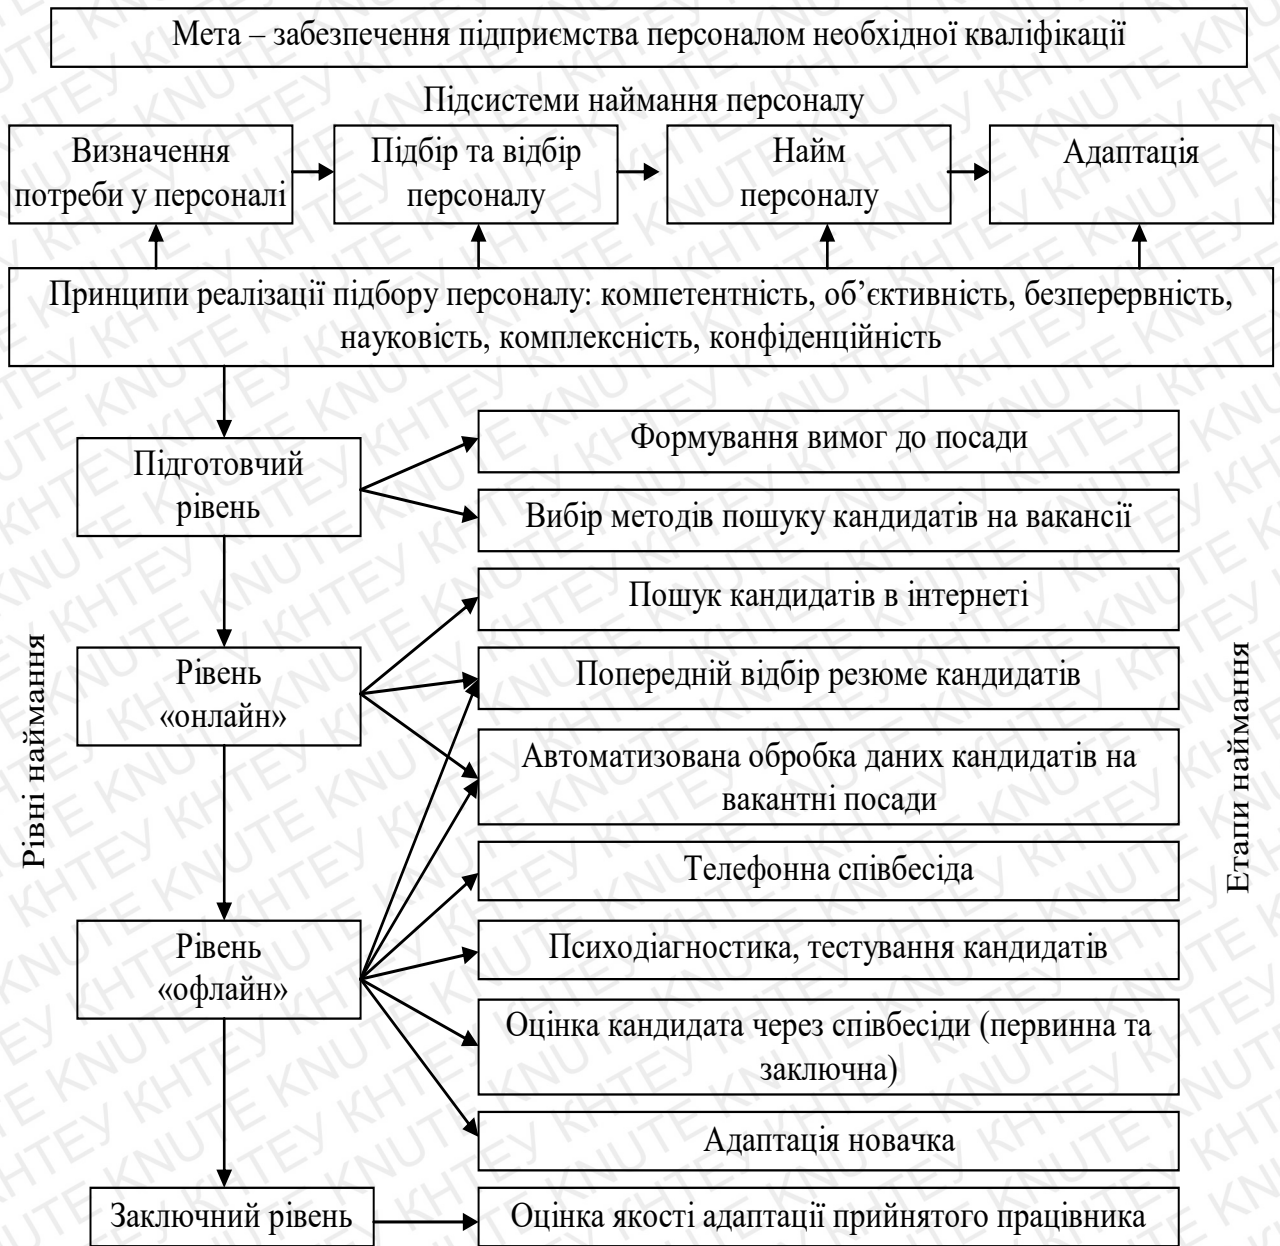 Мета – забезпечення підприємства персоналом необхідної кваліфікації
Підсистеми наймання персоналу
Визначення
потреби у персоналі
Підбір та відбір
персоналу
Найм
персоналу
Адаптація
Принципи реалізації підбору персоналу: компетентність, об’єктивність, безперервність,
науковість, комплексність, конфіденційність
Рівні наймання
Підготовчий
рівень
Формування вимог до посади
Вибір методів пошуку кандидатів на вакансії
Рівень
«онлайн»
Пошук кандидатів в інтернеті
Попередній відбір резюме кандидатів
Автоматизована обробка даних кандидатів на
вакантні посади
Рівень
«офлайн»
Телефонна співбесіда
Психодіагностика, тестування кандидатів
Оцінка кандидата через співбесіди (первинна та
заключна)
Адаптація новачка
Заключний рівень
Оцінка якості адаптації прийнятого працівника
Етапи наймання
KNUTE КНТЕУ